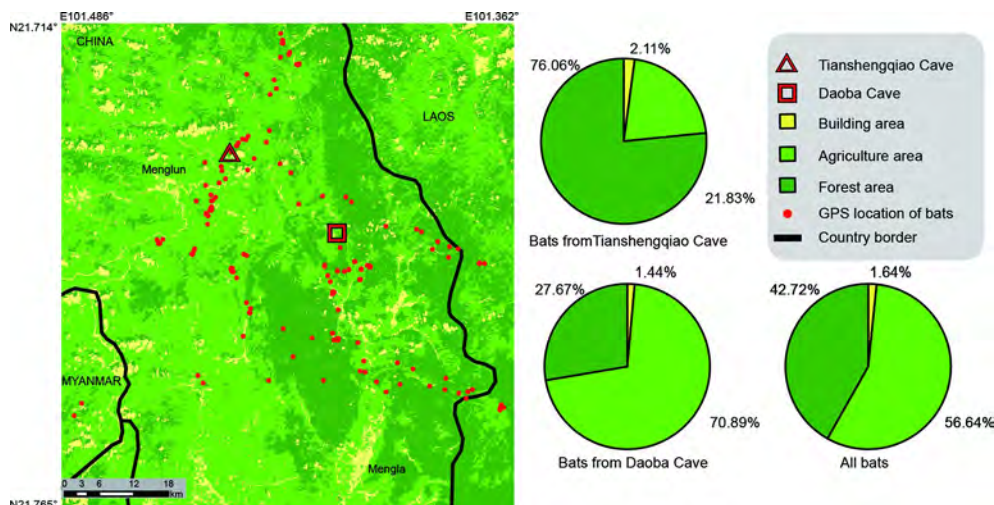 E101.486°
E101.362°
N21.714°
CHINA
LAOS
Menglun
MYANMAR
Mengla
0 3 6 12 18
km
N21.765°
76.06%
2.11%
21.83%
Bats fromTianshengqiao Cave
27.67%
1.44%
70.89%
Bats from Daoba Cave
42.72%
1.64%
56.64%
All bats
Tianshengqiao Cave
Daoba Cave
Building area
Agriculture area
Forest area
GPS location of bats
Country border